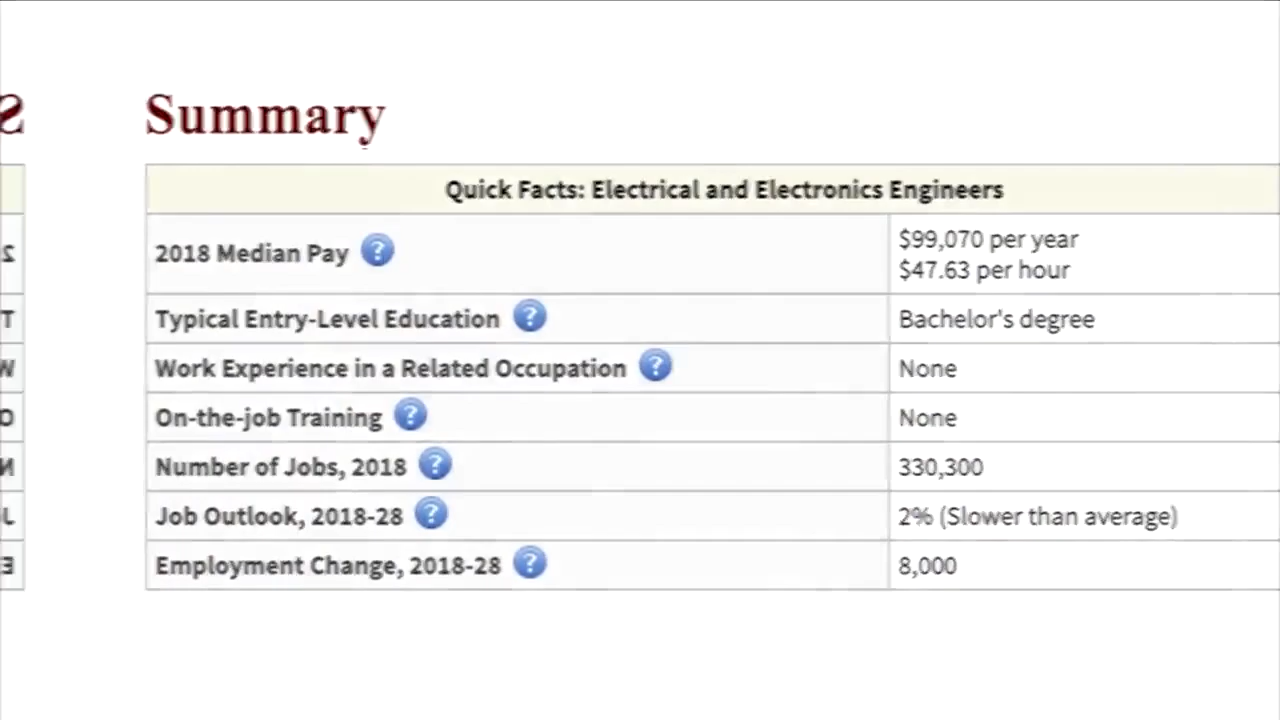 Summary
Quick Facts: Electrical and Electronics Engineers
2018 Median Pay ?
$99,070 per year
$47.63 per hour
Typical Entry-Level Education ? Bachelor's degree
Work Experience in a Related Occupation ? None
On-the-job Training ? None
Number of Jobs, 2018 ? 330,300
Job Outlook, 2018-28 ? 2% (Slower than average)
Employment Change, 2018-28 ? 8,000